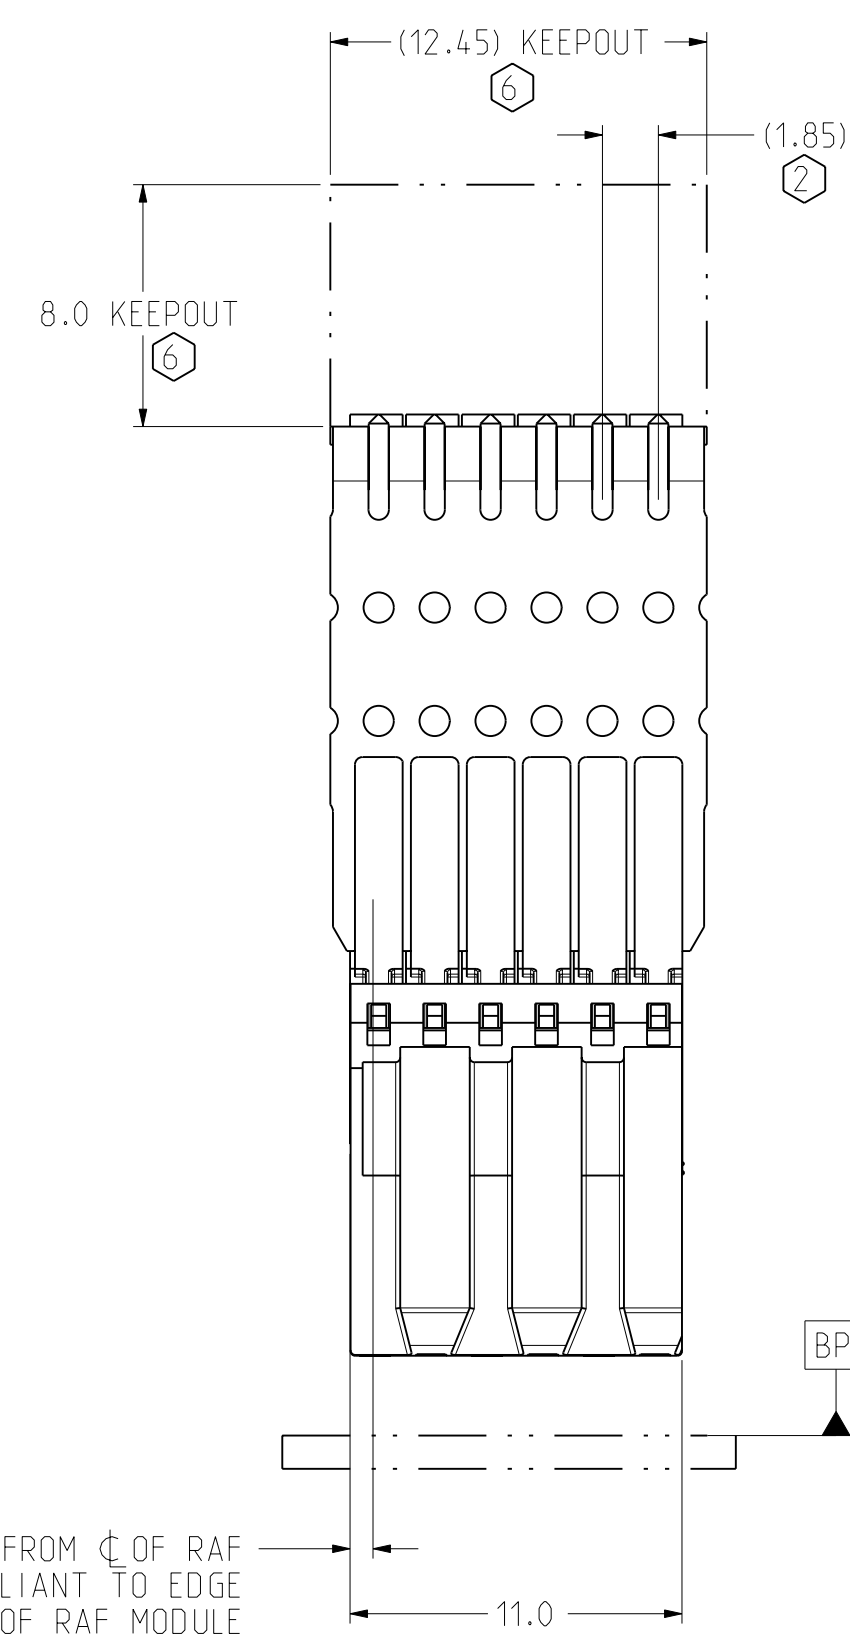 (12.45) KEEPOUT
6
(1.85)
2
8.0 KEEPOUT
6
BP
FROM ℄ OF RAF
LIANT TO EDGE
OF RAF MODULE
11.0